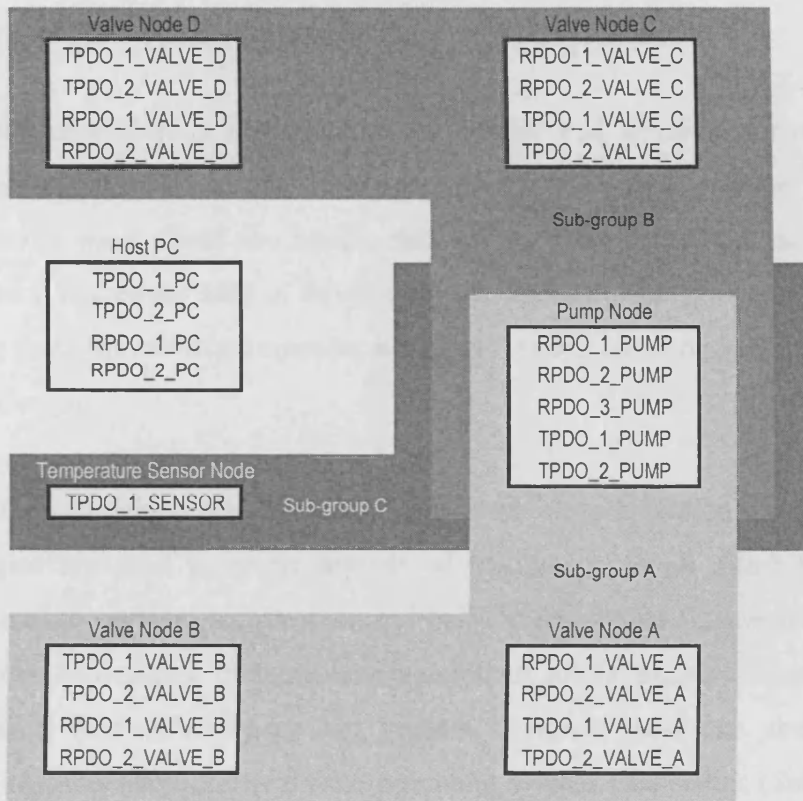 Valve Node D
TPDO_1_VALVE_D
TPDO_2_VALVE_D
RPDO_1_VALVE_D
RPDO_2_VALVE_D
Valve Node C
RPDO_1_VALVE_C
RPDO_2_VALVE_C
TPDO_1_VALVE_C
TPDO_2_VALVE_C
Sub-group B
Host PC
TPDO_1_PC
TPDO_2_PC
RPDO_1_PC
RPDO_2_PC
Pump Node
RPDO_1_PUMP
RPDO_2_PUMP
RPDO_3_PUMP
TPDO_1_PUMP
TPDO_2_PUMP
Temperature Sensor Node
TPDO_1_SENSOR
Sub-group C
Sub-group A
Valve Node B
TPDO_1_VALVE_B
TPDO_2_VALVE_B
RPDO_1_VALVE_B
RPDO_2_VALVE_B
Valve Node A
RPDO_1_VALVE_A
RPDO_2_VALVE_A
TPDO_1_VALVE_A
TPDO_2_VALVE_A